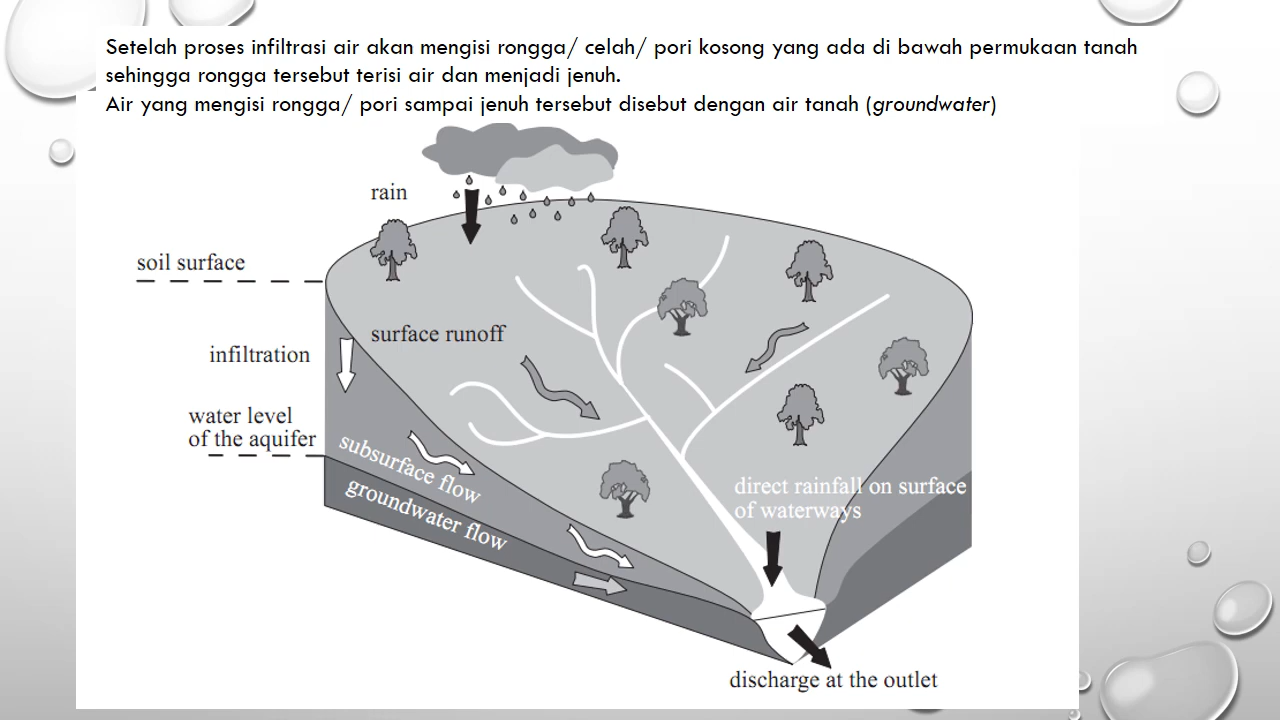 Setelah proses infiltrasi air akan mengisi rongga/ celah/ pori kosong yang ada di bawah permukaan tanah
sehingga rongga tersebut terisi air dan menjadi jenuh.
Air yang mengisi rongga/ pori sampai jenuh tersebut disebut dengan air tanah (groundwater)
rain
soil surface
surface runoff
infiltration
water level
of the aquifer
subsurface flow
groundwater flow
direct rainfall on surface
of waterways
discharge at the outlet